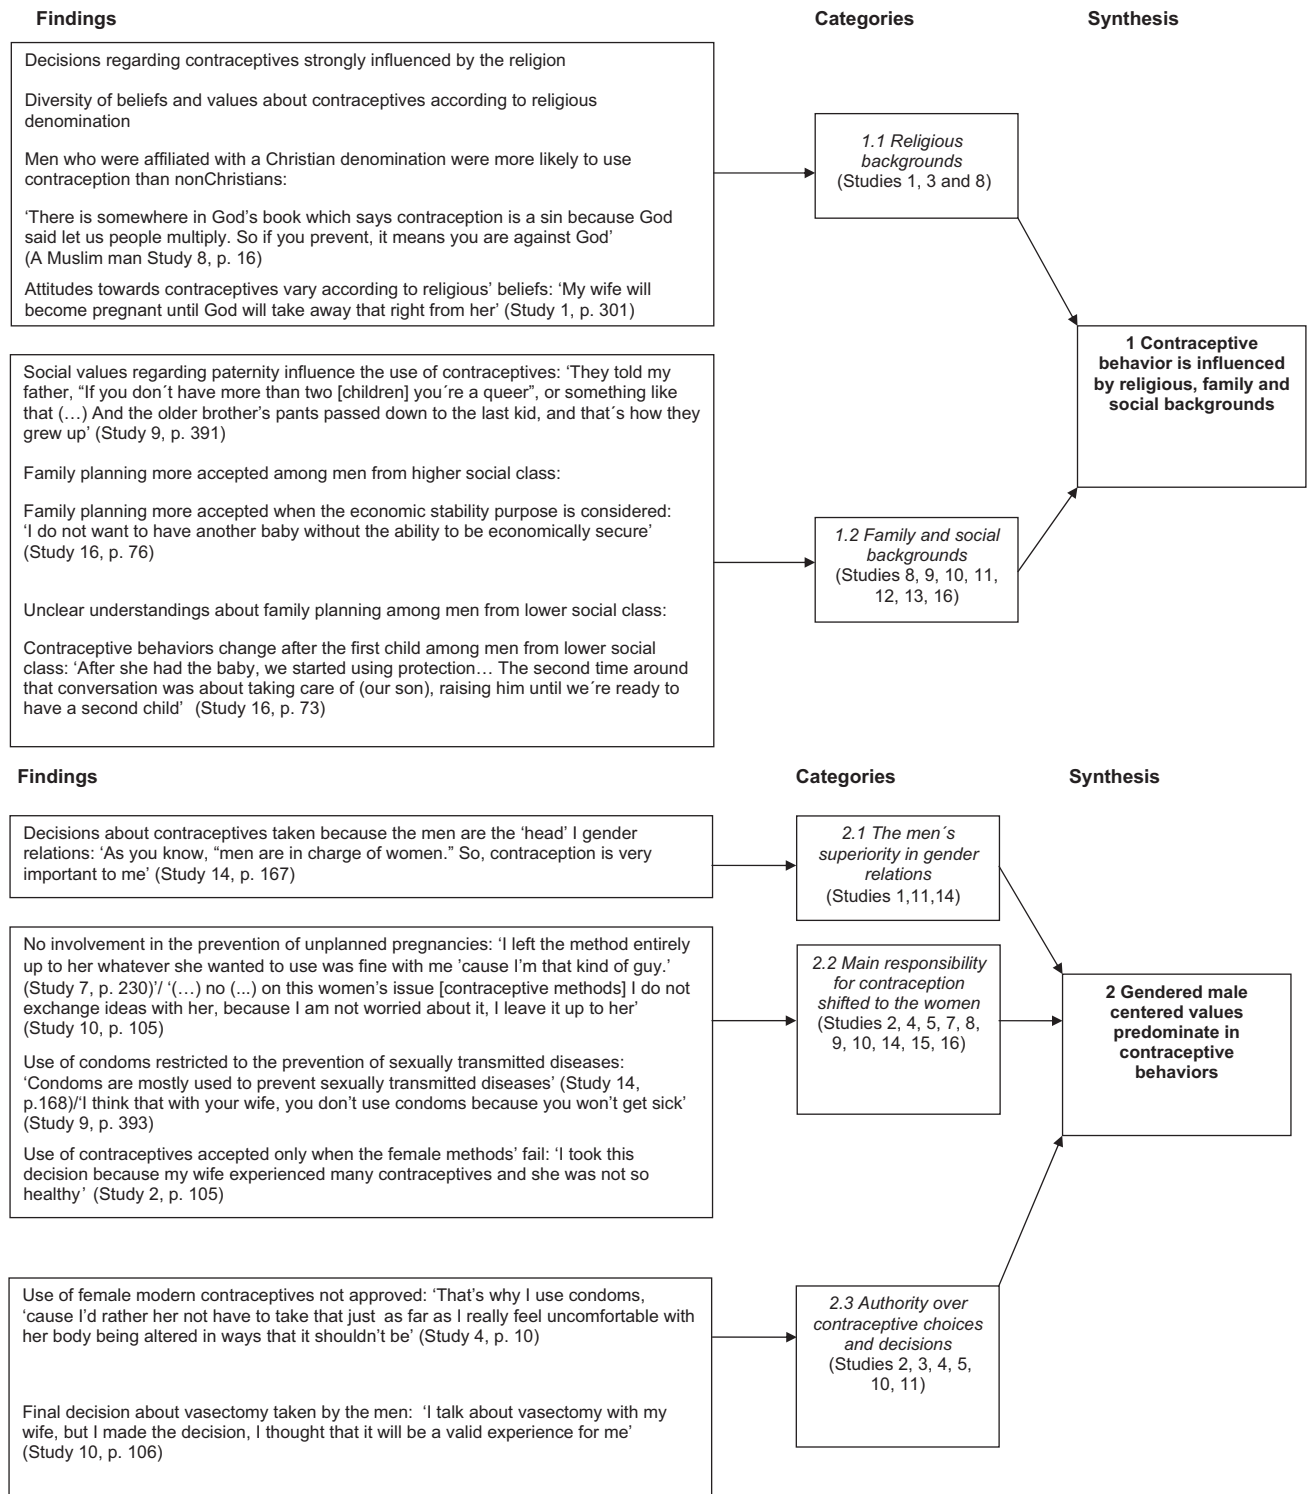 Findings
Categories
Synthesis
Decisions regarding contraceptives strongly influenced by the religion
Diversity of beliefs and values about contraceptives according to religious
denomination
Men who were affiliated with a Christian denomination were more likely to use
contraception than nonChristians:
‘There is somewhere in God’s book which says contraception is a sin because God
said let us people multiply. So if you prevent, it means you are against God’
(A Muslim man Study 8, p. 16)
Attitudes towards contraceptives vary according to religious’ beliefs: ‘My wife will
become pregnant until God will take away that right from her’ (Study 1, p. 301)
1.1 Religious
backgrounds
(Studies 1, 3 and 8)
Social values regarding paternity influence the use of contraceptives: ‘They told my
father, “If you don´t have more than two [children] you´re a queer”, or something like
that (…) And the older brother’s pants passed down to the last kid, and that´s how they
grew up’ (Study 9, p. 391)
Family planning more accepted among men from higher social class:
Family planning more accepted when the economic stability purpose is considered:
‘I do not want to have another baby without the ability to be economically secure’
(Study 16, p. 76)
Unclear understandings about family planning among men from lower social class:
Contraceptive behaviors change after the first child among men from lower social
class: ‘After she had the baby, we started using protection… The second time around
that conversation was about taking care of (our son), raising him until we´re ready to
have a second child’ (Study 16, p. 73)
1.2 Family and social
backgrounds
(Studies 8, 9, 10, 11,
12, 13, 16)
1 Contraceptive
behavior is influenced
by religious, family and
social backgrounds
Findings
Categories
Synthesis
Decisions about contraceptives taken because the men are the ‘head’ I gender
relations: ‘As you know, “men are in charge of women.” So, contraception is very
important to me’ (Study 14, p. 167)
2.1 The men´s
superiority in gender
relations
(Studies 1,11,14)
No involvement in the prevention of unplanned pregnancies: ‘I left the method entirely
up to her whatever she wanted to use was fine with me ’cause I’m that kind of guy.’
(Study 7, p. 230)’/ ‘(…) no (...) on this women’s issue [contraceptive methods] I do not
exchange ideas with her, because I am not worried about it, I leave it up to her’
(Study 10, p. 105)
Use of condoms restricted to the prevention of sexually transmitted diseases:
‘Condoms are mostly used to prevent sexually transmitted diseases’ (Study 14,
p.168)/‘I think that with your wife, you don’t use condoms because you won’t get sick’
(Study 9, p. 393)
Use of contraceptives accepted only when the female methods’ fail: ‘I took this
decision because my wife experienced many contraceptives and she was not so
healthy’ (Study 2, p. 105)
2.2 Main responsibility
for contraception
shifted to the women
(Studies 2, 4, 5, 7, 8,
9, 10, 14, 15, 16)
2 Gendered male
centered values
predominate in
contraceptive
behaviors
Use of female modern contraceptives not approved: ‘That’s why I use condoms,
‘cause I’d rather her not have to take that just as far as I really feel uncomfortable with
her body being altered in ways that it shouldn’t be’ (Study 4, p. 10)
Final decision about vasectomy taken by the men: ‘I talk about vasectomy with my
wife, but I made the decision, I thought that it will be a valid experience for me’
(Study 10, p. 106)
2.3 Authority over
contraceptive choices
and decisions
(Studies 2, 3, 4, 5,
10, 11)